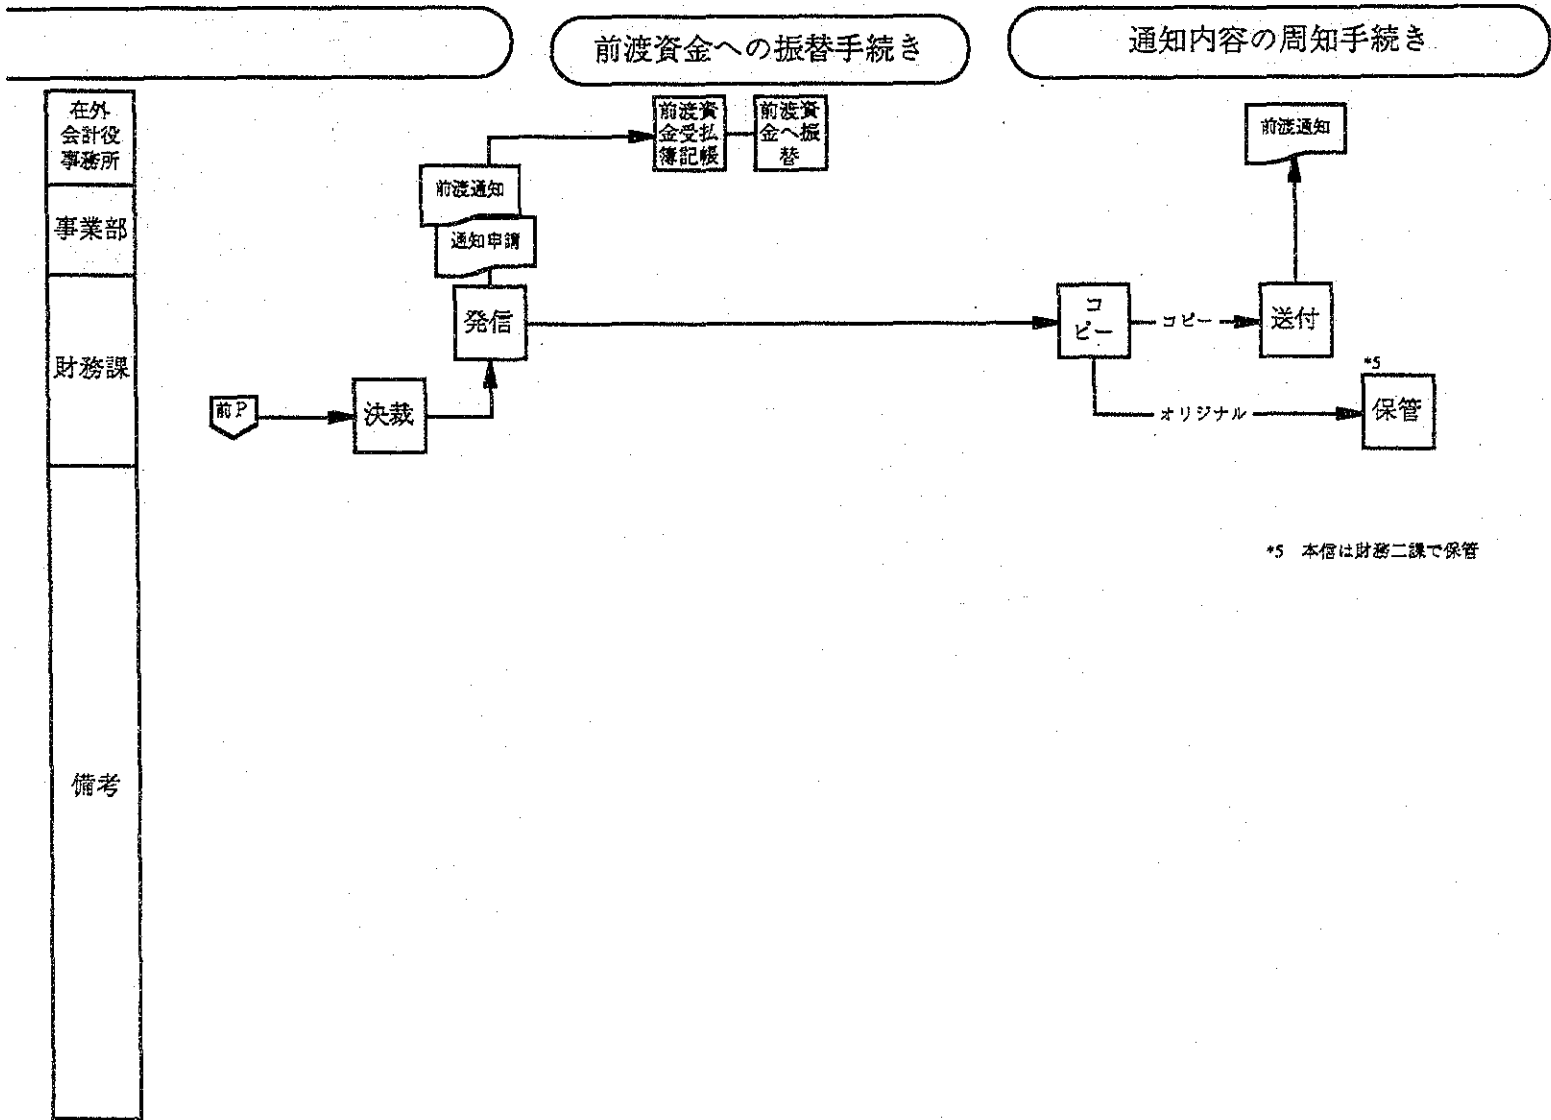 前渡資金への振替手続き
通知内容の周知手続き
在外
会計役
事務所
事業部
財務課
備考
前渡資
金受払
簿記帳
前渡資
金へ振
替
前渡通知
前渡通知
通知申請
発信
コ
ピー
コピー
送付
前P
決裁
オリジナル
*5
保管
*5 本信は財務二課で保管